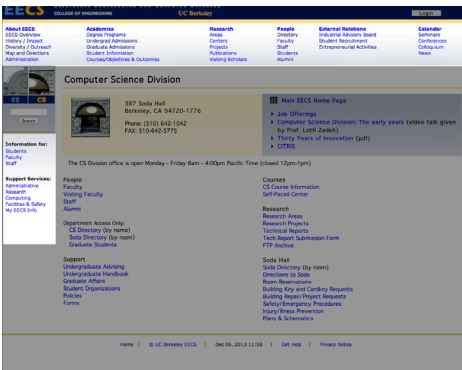 EECS
COLLEGE OF ENGINEERING UC Berkeley
Login
About EECS
EECS Overview
History / Impact
Diversity / Outreach
Map and Directions
Administration
Academics
Degree Programs
Undergrad Admissions
Graduate Admissions
Student Information
Courses/Objectives & Outcomes
Research
Areas
Centers
Projects
Publications
Visiting Scholars
People
Directory
Faculty
Staff
Students
Alumni
External Relations
Industrial Advisory Board
Student Recruitment
Entrepreneurial Activities
Calendar
Seminars
Conferences
Colloquium
News
EE CS
Search
Information for:
Students
Faculty
Staff
Support Services:
Administrative
Research
Computing
Facilities & Safety
My EECS Info
Computer Science Division
387 Soda Hall
Berkeley, CA 94720-1776
Phone: (510) 642-1042
FAX: 510-642-5775
Main EECS Home Page
Job Offerings
Computer Science Division: The early years (video talk given
by Prof. Lotfi Zadeh)
Thirty Years of Innovation (pdf)
CITRIS
The CS Division office is open Monday - Friday 8am - 4:00pm Pacific Time (closed 12pm-1pm)
People
Faculty
Visiting Faculty
Staff
Alumni
Department Access Only:
CS Directory (by name)
Soda Directory (by room)
Graduate Students
Support
Undergraduate Advising
Undergraduate Handbook
Graduate Affairs
Student Organizations
Policies
Forms
Courses
CS Course Information
Self-Paced Center
Research
Research Areas
Research Projects
Technical Reports
Tech Report Submission Form
FTP Archive
Soda Hall
Soda Directory (by room)
Directions to Soda
Room Reservations
Building Key and Cardkey Requests
Building Repair/Project Requests
Safety/Emergency Procedures
Injury/Illness Prevention
Plans & Schematics
Home | © UC Berkeley EECS | Dec 06, 2013 11:58 | Get Help | Privacy Notice